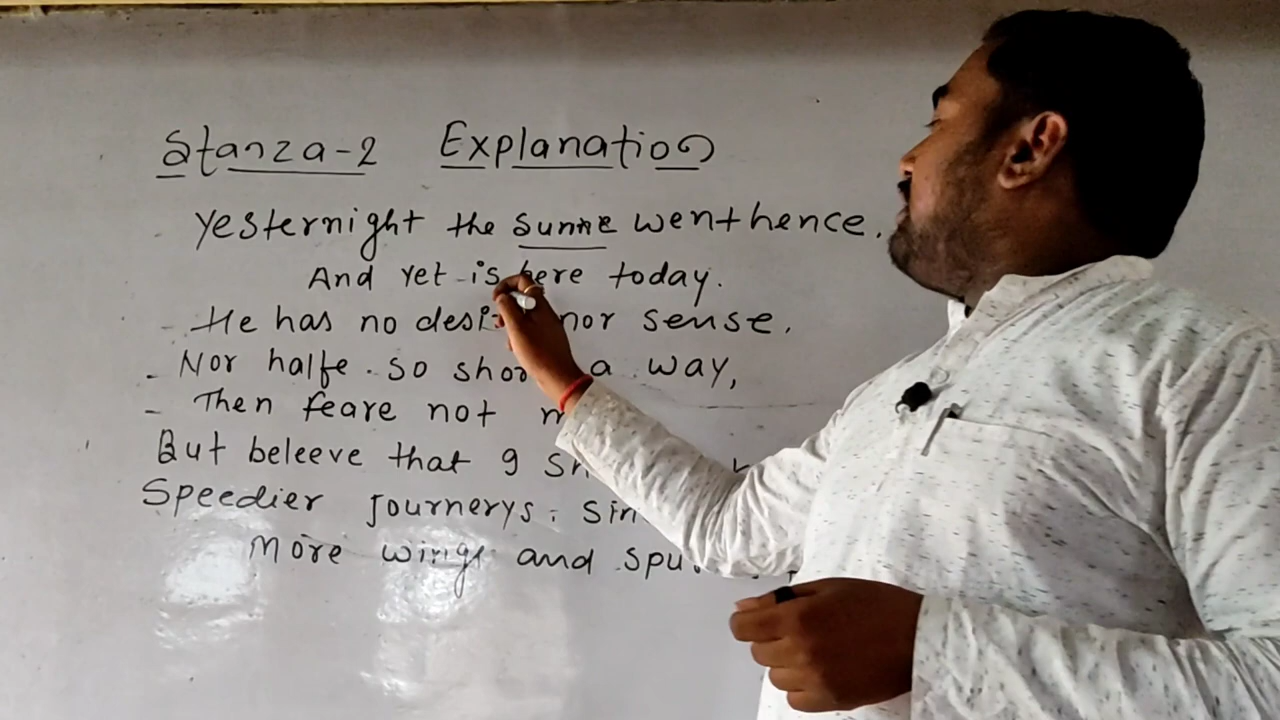 Stanza-2 Explanation
Yesternight the sunne went hence.
And yet is here today.
He has no desire nor sense.
Nor halfe so short a way,
Then feare not
But beleeve that I
Speedier Journerys, sin
More wings and spu